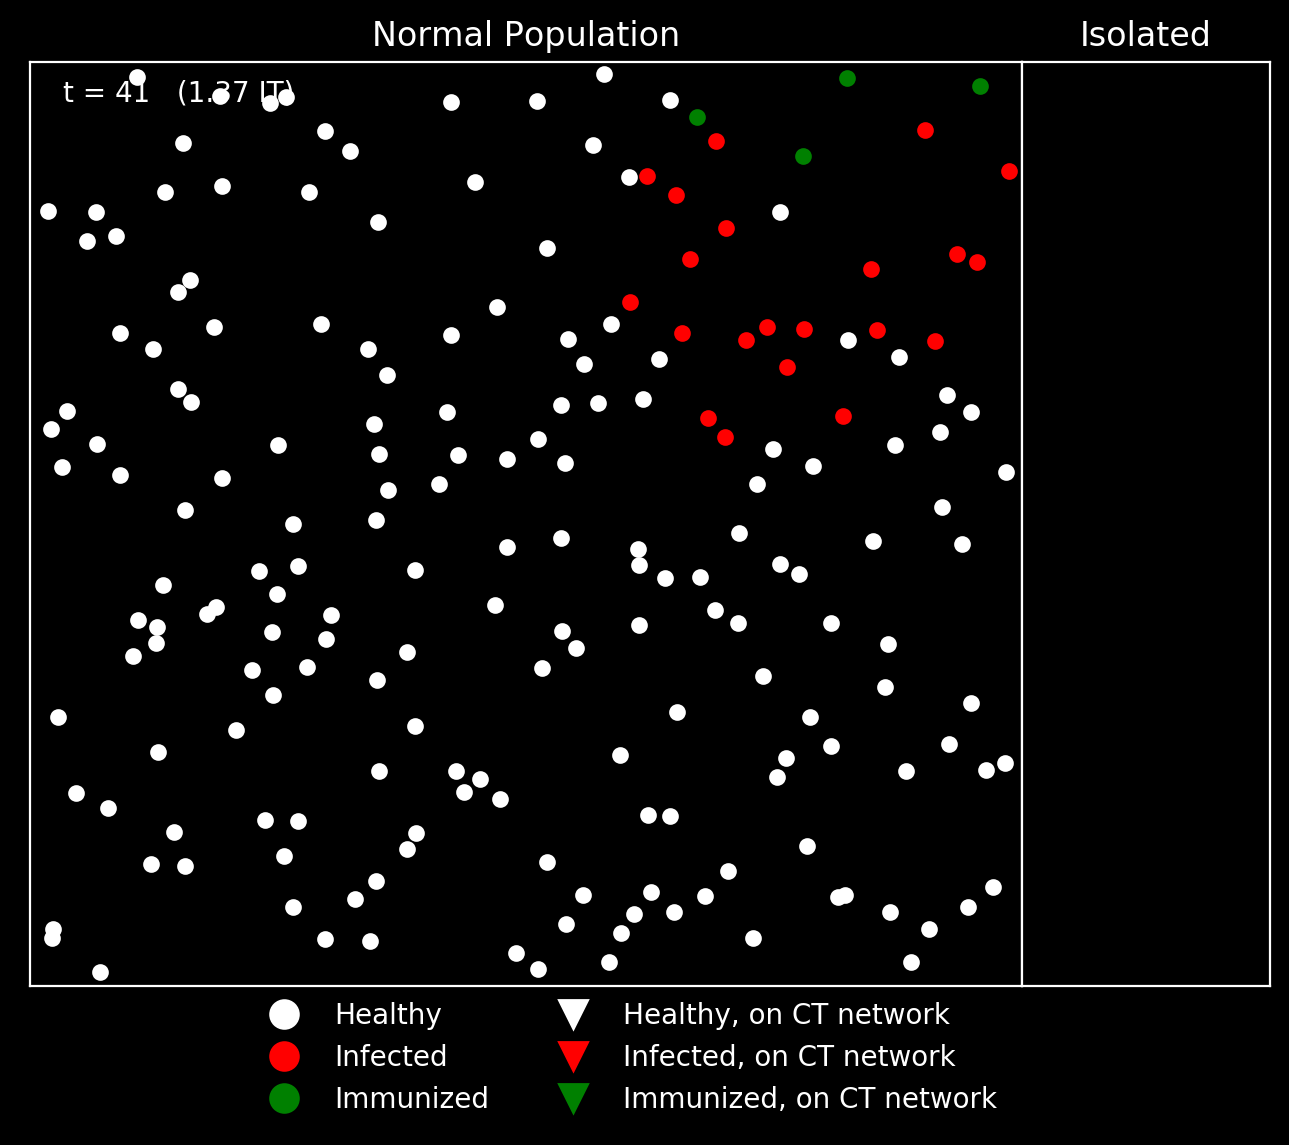 Normal Population
Isolated
t = 41 (1.37 IT)
Healthy
Infected
Immunized
Healthy, on CT network
Infected, on CT network
Immunized, on CT network